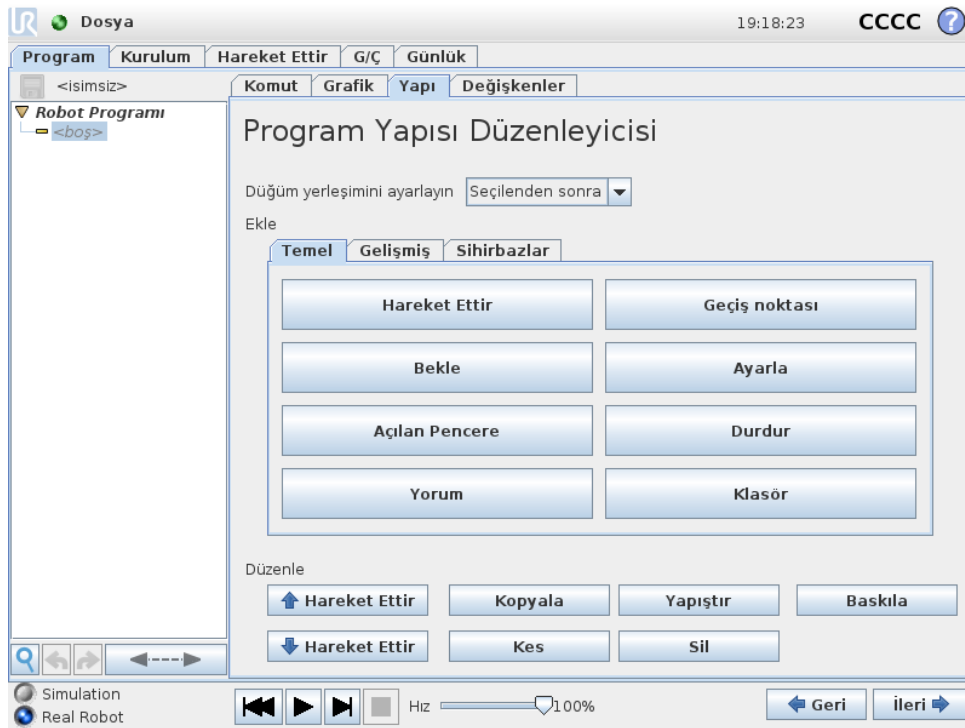 UR Dosya 19:18:23 CCCC ?
Program Kurulum Hareket Ettir G/Ç Günlük
<isimsiz> Komut Grafik Yapı Değişkenler
Robot Programı
<boş>
Program Yapısı Düzenleyicisi
Düğüm yerleşimini ayarlayın Seçilenden sonra
Ekle
Temel Gelişmiş Sihirbazlar
Hareket Ettir Geçiş noktası
Bekle Ayarla
Açılan Pencere Durdur
Yorum Klasör
Düzenle
Hareket Ettir Kopyala Yapıştır Baskıla
Hareket Ettir Kes Sil
Simulation
Real Robot
Hız 100%
Geri İleri